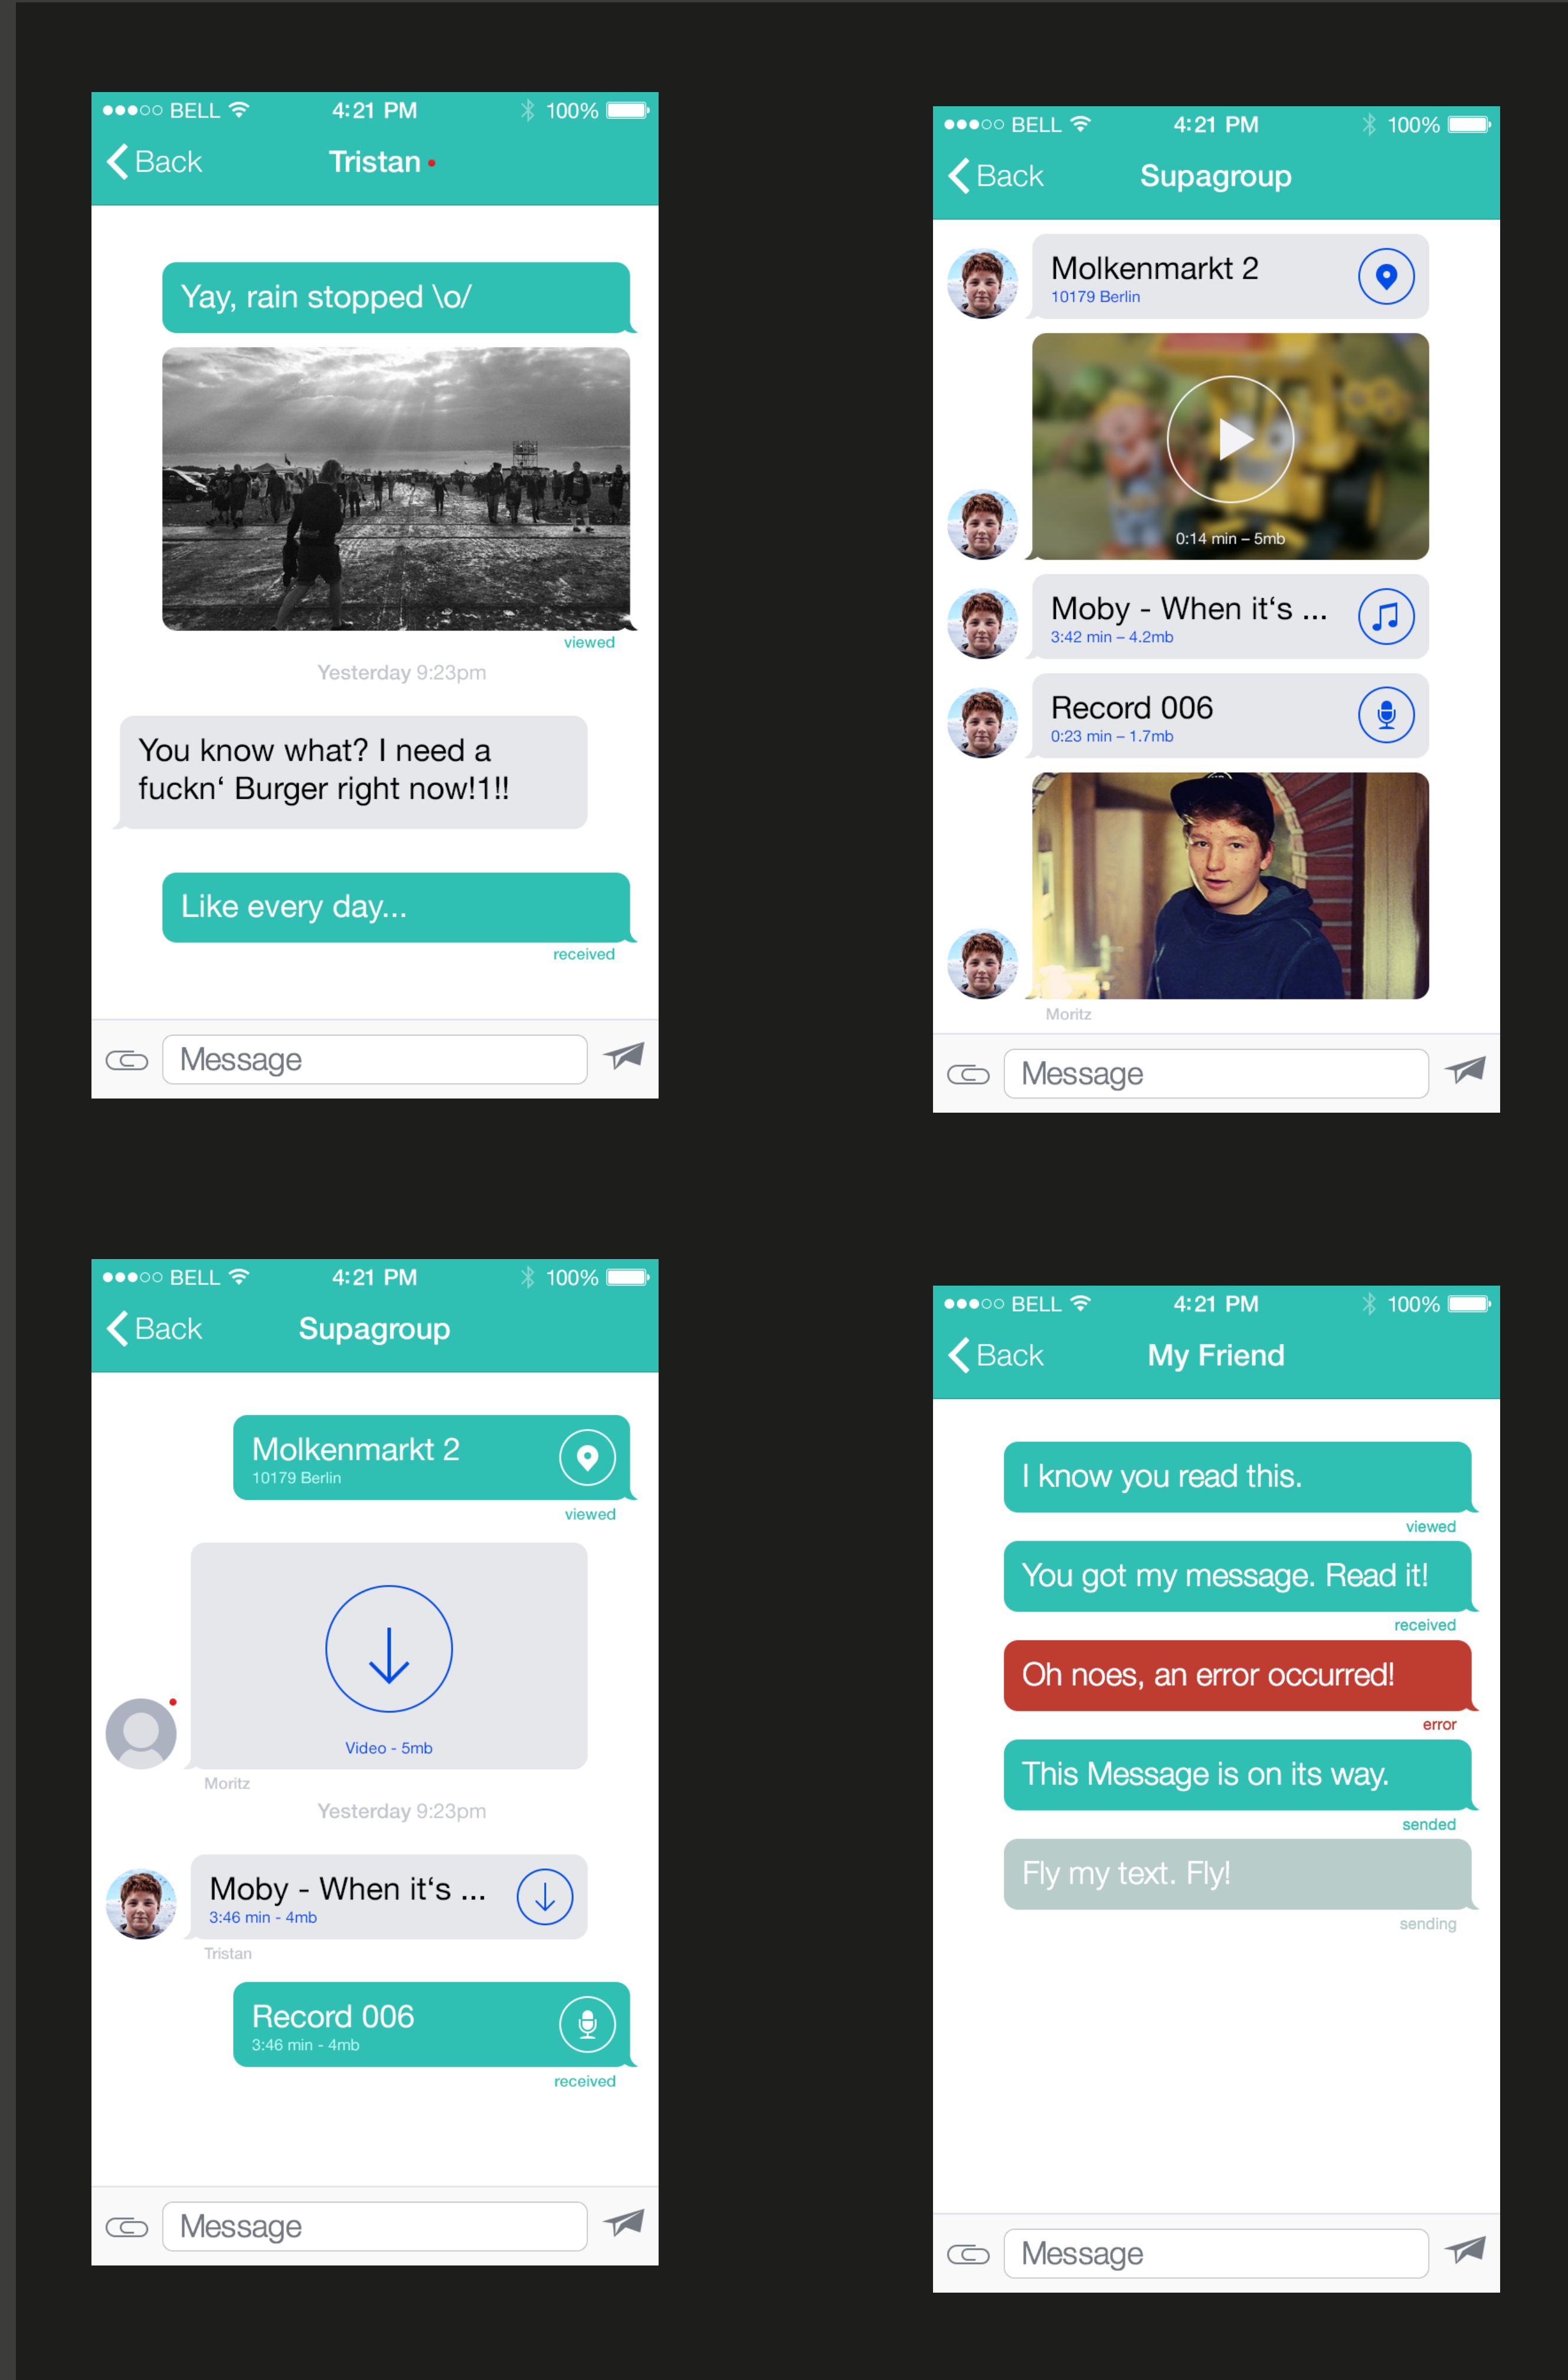 BELL 4:21 PM 100%
Back Tristan
Yay, rain stopped \o/
viewed
Yesterday 9:23pm
You know what? I need a
fuckn‘ Burger right now!1!!
Like every day...
received
Message
BELL 4:21 PM 100%
Back Supagroup
Molkenmarkt 2
10179 Berlin
0:14 min – 5mb
Moby - When it‘s ...
3:42 min – 4.2mb
Record 006
0:23 min – 1.7mb
Moritz
Message
BELL 4:21 PM 100%
Back Supagroup
Molkenmarkt 2
10179 Berlin
viewed
Video - 5mb
Moritz
Yesterday 9:23pm
Moby - When it‘s ...
3:46 min - 4mb
Tristan
Record 006
3:46 min - 4mb
received
Message
BELL 4:21 PM 100%
Back My Friend
I know you read this.
viewed
You got my message. Read it!
received
Oh noes, an error occurred!
error
This Message is on its way.
sended
Fly my text. Fly!
sending
Message